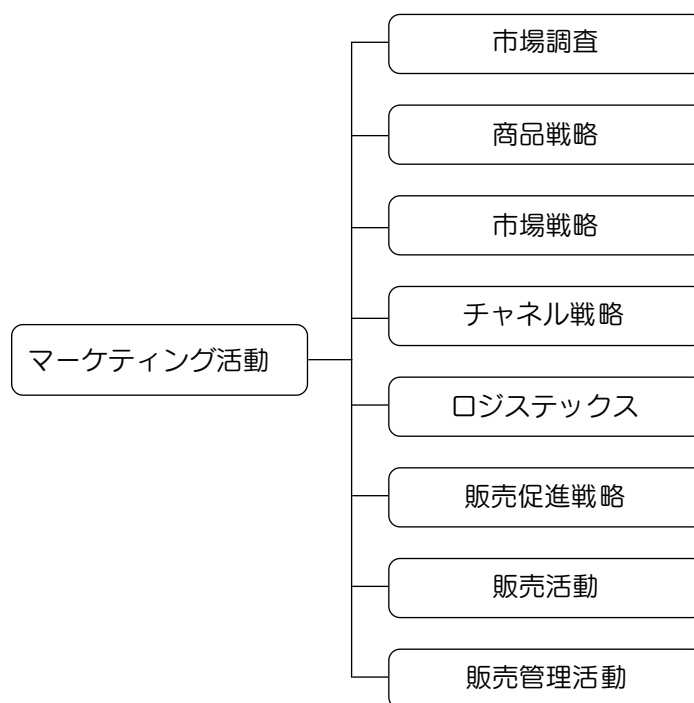 市場調査
商品戦略
市場戦略
チャネル戦略
マーケティング活動
ロジステックス
販売促進戦略
販売活動
販売管理活動